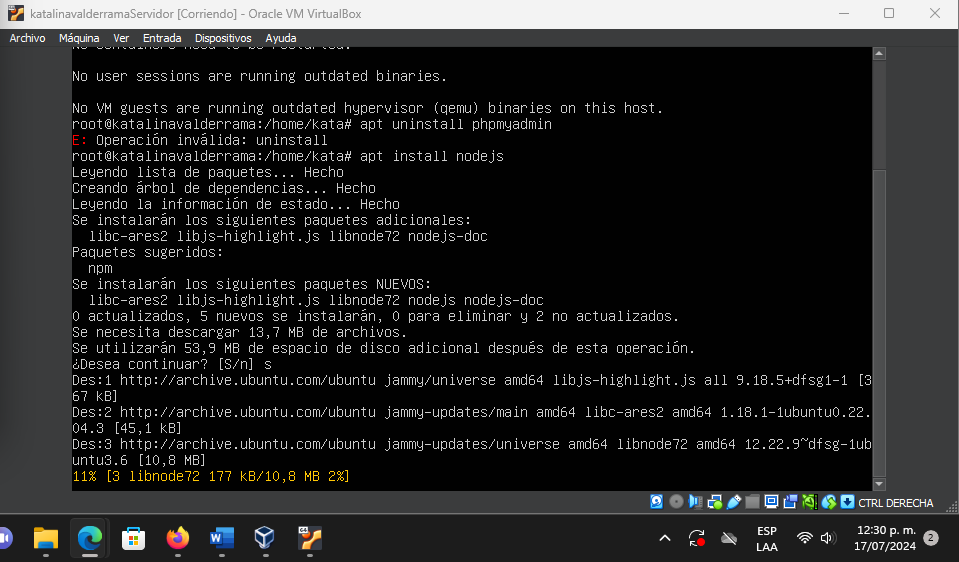 katalinavalderramaServidor [Corriendo] - Oracle VM VirtualBox
Archivo Máquina Ver Entrada Dispositivos Ayuda
No containers need to be restarted.
No user sessions are running outdated binaries.
No VM guests are running outdated hypervisor (qemu) binaries on this host.
root@katalinavalderrama:/home/kata# apt uninstall phpmyadmin
E: Operación inválida: uninstall
root@katalinavalderrama:/home/kata# apt install nodejs
Leyendo lista de paquetes... Hecho
Creando árbol de dependencias... Hecho
Leyendo la información de estado... Hecho
Se instalarán los siguientes paquetes adicionales:
  libc-ares2 libjs-highlight.js libnode72 nodejs-doc
Paquetes sugeridos:
  npm
Se instalarán los siguientes paquetes NUEVOS:
  libc-ares2 libjs-highlight.js libnode72 nodejs nodejs-doc
0 actualizados, 5 nuevos se instalarán, 0 para eliminar y 2 no actualizados.
Se necesita descargar 13,7 MB de archivos.
Se utilizarán 53,9 MB de espacio de disco adicional después de esta operación.
¿Desea continuar? [S/n] s
Des:1 http://archive.ubuntu.com/ubuntu jammy/universe amd64 libjs-highlight.js all 9.18.5+dfsg1-1 [3
67 kB]
Des:2 http://archive.ubuntu.com/ubuntu jammy-updates/main amd64 libc-ares2 amd64 1.18.1-1ubuntu0.22.
04.3 [45,1 kB]
Des:3 http://archive.ubuntu.com/ubuntu jammy-updates/universe amd64 libnode72 amd64 12.22.9~dfsg-1ub
untu3.6 [10,8 MB]
11% [3 libnode72 177 kB/10,8 MB 2%]
CTRL DERECHA
64
W
ESP
LAA
12:30 p. m.
17/07/2024
2